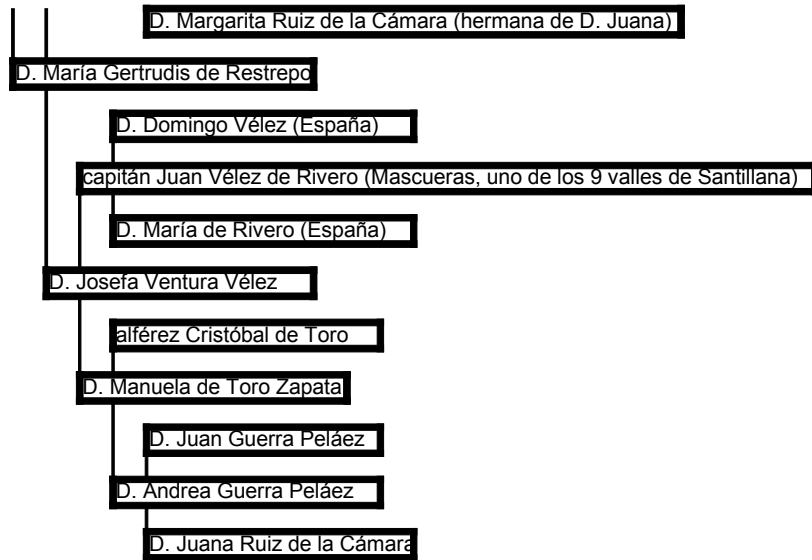 D. Margarita Ruiz de la Cámara (hermana de D. Juana)
D. María Gertrudis de Restrepo
D. Domingo Vélez (España)
capitán Juan Vélez de Rivero (Mascueras, uno de los 9 valles de Santillana)
D. María de Rivero (España)
D. Josefa Ventura Vélez
alférez Cristóbal de Toro
D. Manuela de Toro Zapata
D. Juan Guerra Peláez
D. Andrea Guerra Peláez
D. Juana Ruiz de la Cámara